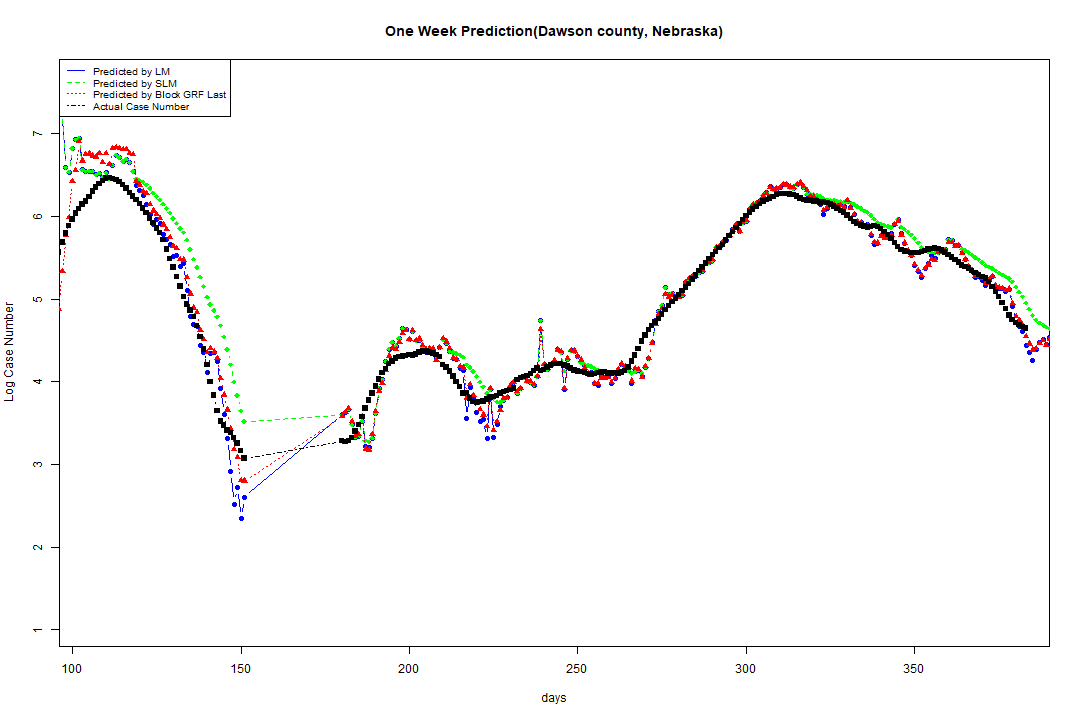 One Week Prediction(Dawson county, Nebraska)
Predicted by LM
Predicted by SLM
Predicted by Block GRF Last
Actual Case Number
7
6
5
4
3
2
1
Log Case Number
100 150 200 250 300 350
days